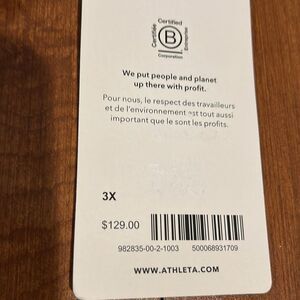 Certified
Certifiée
Entreprise
B
Corporation
We put people and planet
up there with profit.
Pour nous, le respect des travailleurs
et de l'environnement est tout aussi
important que le sont les profits.
3X
$129.00
982835-00-2-1003 500068931709
WWW.ATHLETA.COM